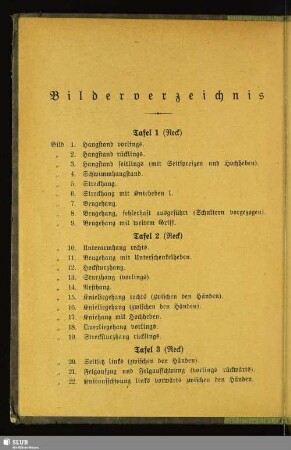 Bilderverzeichnis
Tafel 1 (Reck)
Bild 1. Hangstand vorlings.
„ 2. Hangstand rücklings.
„ 3. Hangstand seitlings (mit Seitspreizen und Hochheben).
„ 4. Schwimmhangstand.
„ 5. Streckhang.
„ 6. Streckhang mit Knieheben l.
„ 7. Beugehang.
„ 8. Beugehang, fehlerhaft ausgeführt (Schultern vorgezogen).
„ 9. Beugehang mit weitem Griff.
Tafel 2 (Reck)
„ 10. Unterarmhang rechts.
„ 11. Beugehang mit Unterschenkelheben.
„ 12. Hocksturzhang.
„ 13. Sturzhang (vorlings).
„ 14. Nesthang.
„ 15. Knieliegehang rechts (zwischen den Händen).
„ 16. Knieliegehang (zwischen den Händen).
„ 17. Kniehang mit Hochheben.
„ 18. Querliegehang vorlings.
„ 19. Strecksturzhang rücklings.
Tafel 3 (Reck)
„ 20. Seitsitz links (zwischen den Händen).
„ 21. Felgaufzug und Felgaufschwung (vorlings rückwärts).
„ 22. Knieaufschwung links vorwärts zwischen den Händen.
SLUB